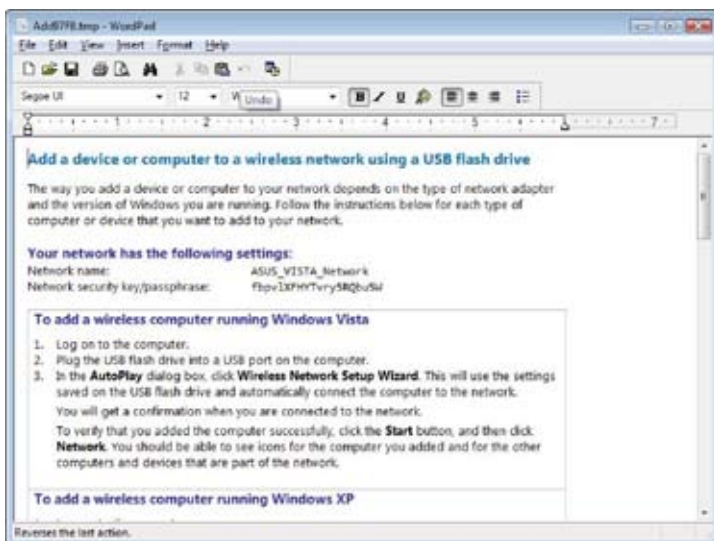 Add97F8.tmp - WordPad
File Edit View Insert Format Help
Segoe UI 12 W
Undo
1 2 3 4 5 7
Add a device or computer to a wireless network using a USB flash drive
The way you add a device or computer to your network depends on the type of network adapter
and the version of Windows you are running. Follow the instructions below for each type of
computer or device that you want to add to your network.
Your network has the following settings:
Network name: ASUS_VISTA_Network
Network security key/passphrase:
To add a wireless computer running Windows Vista
1. Log on to the computer.
2. Plug the USB flash drive into a USB port on the computer.
3. In the AutoPlay dialog box, click Wireless Network Setup Wizard. This will use the settings
saved on the USB flash drive and automatically connect the computer to the network.
You will get a confirmation when you are connected to the network.
To verify that you added the computer successfully, click the Start button, and then click
Network. You should be able to see icons for the computer you added and for the other
computers and devices that are part of the network.
To add a wireless computer running Windows XP
Reverses the last action.